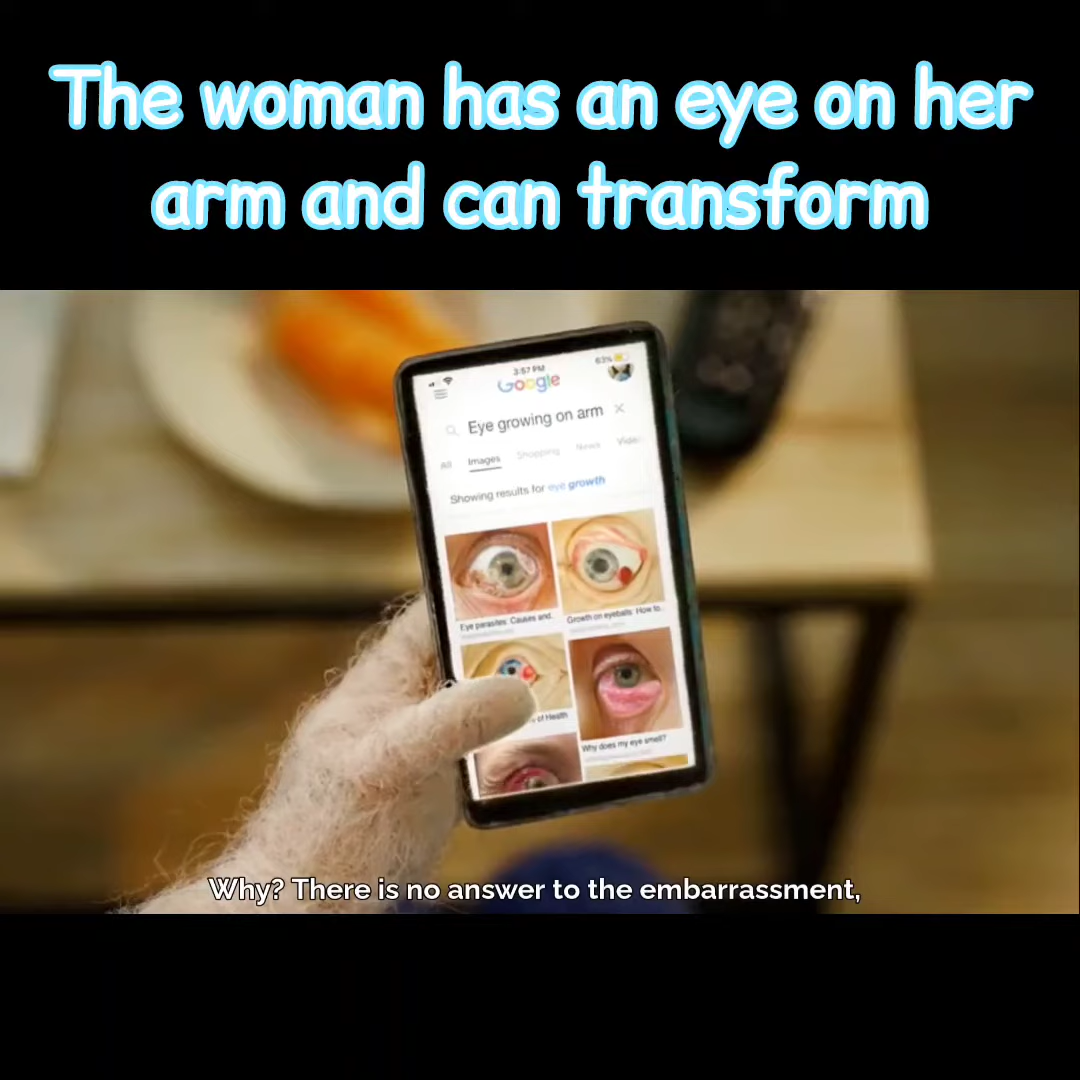 The woman has an eye on her
arm and can transform
3:57 PM
63%
Google
Eye growing on arm
All Images Shopping News
Showing results for eye growth
Eye parasites: Causes and
Growth on eyeballs: How to
of Health
Why does my eye smell?
Why? There is no answer to the embarrassment,